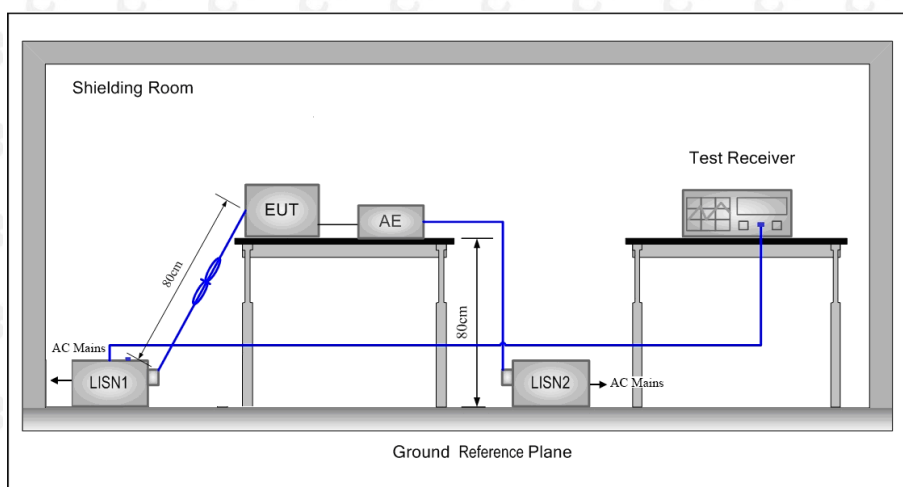 Shielding Room
Test Receiver
EUT
AE
80cm
80cm
AC Mains
LISN1
LISN2
AC Mains
Ground Reference Plane